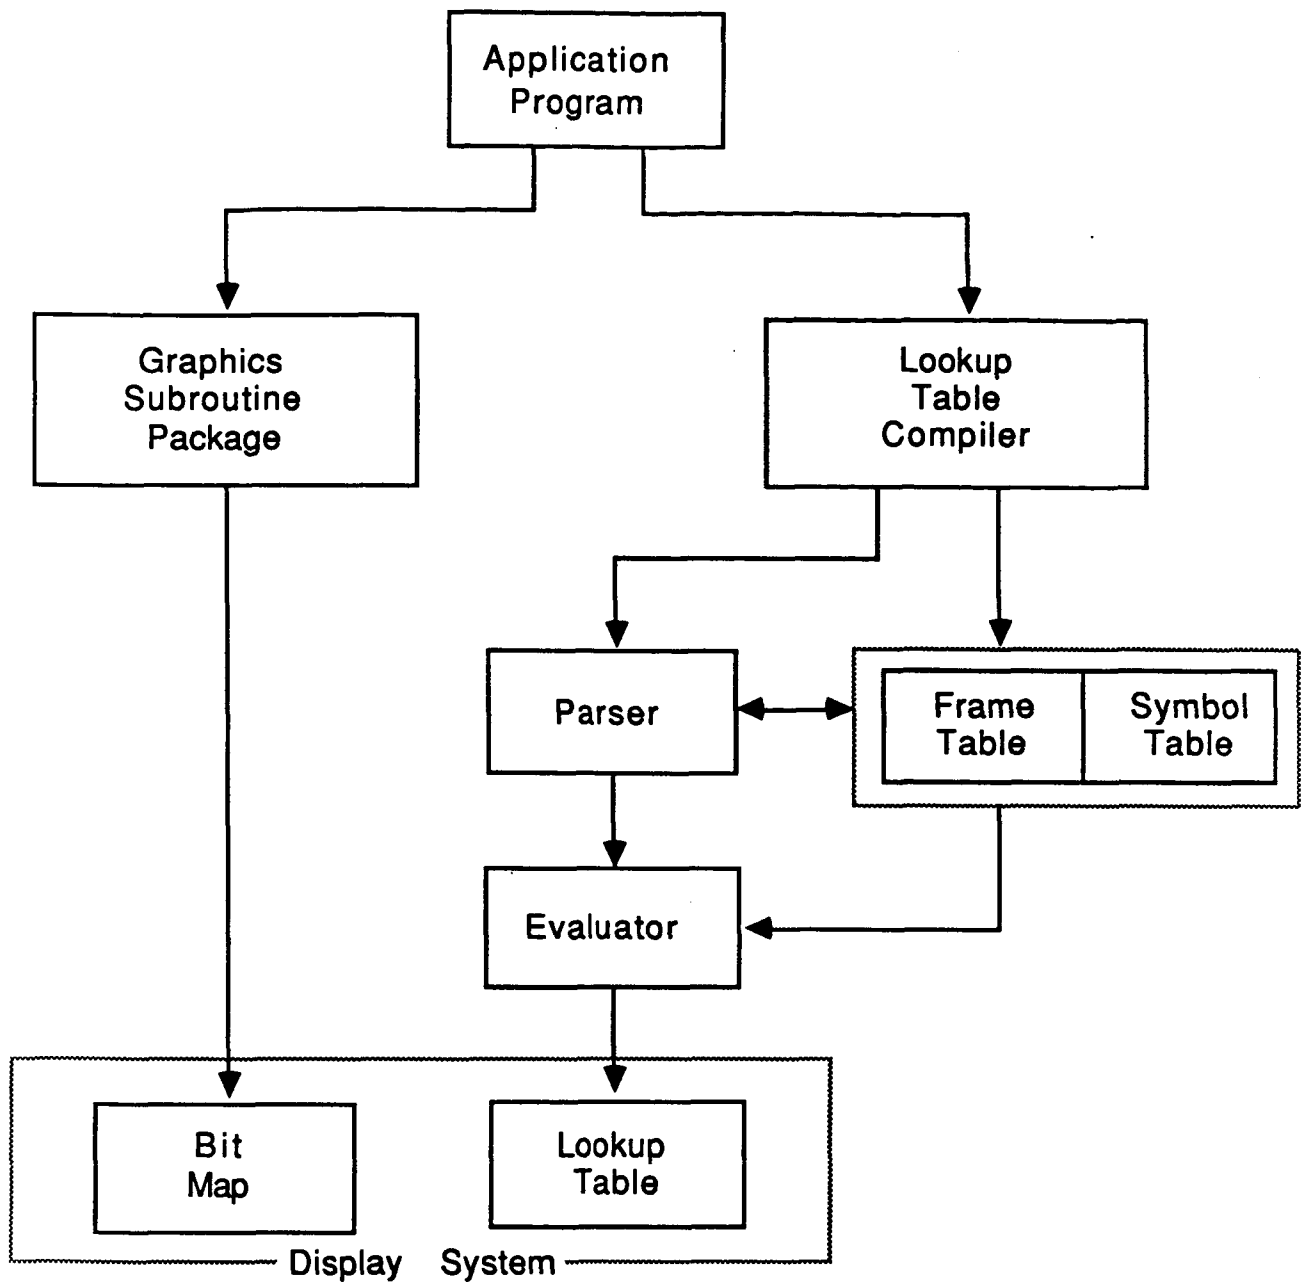 Application
Program
Graphics
Subroutine
Package
Lookup
Table
Compiler
Parser
Frame
Table
Symbol
Table
Evaluator
Bit
Map
Lookup
Table
Display System